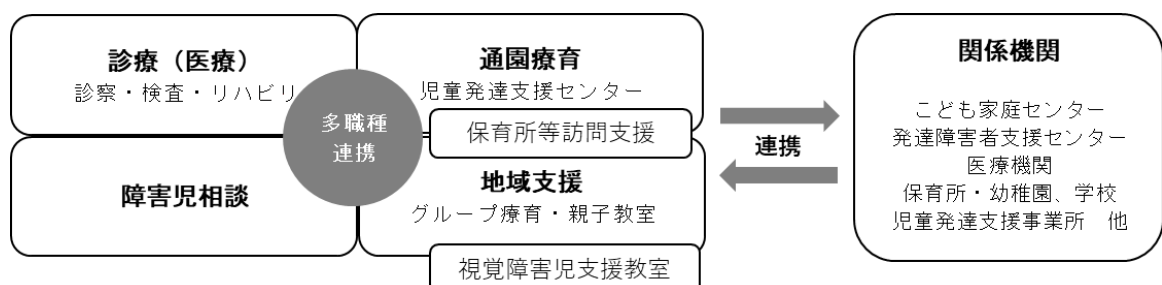 診療（医療）
診察・検査・リハビリ
通園療育
児童発達支援センター
保育所等訪問支援
多職種
連携
障害児相談
地域支援
グループ療育・親子教室
視覚障害児支援教室
連携
関係機関
こども家庭センター
発達障害者支援センター
医療機関
保育所・幼稚園、学校
児童発達支援事業所　他